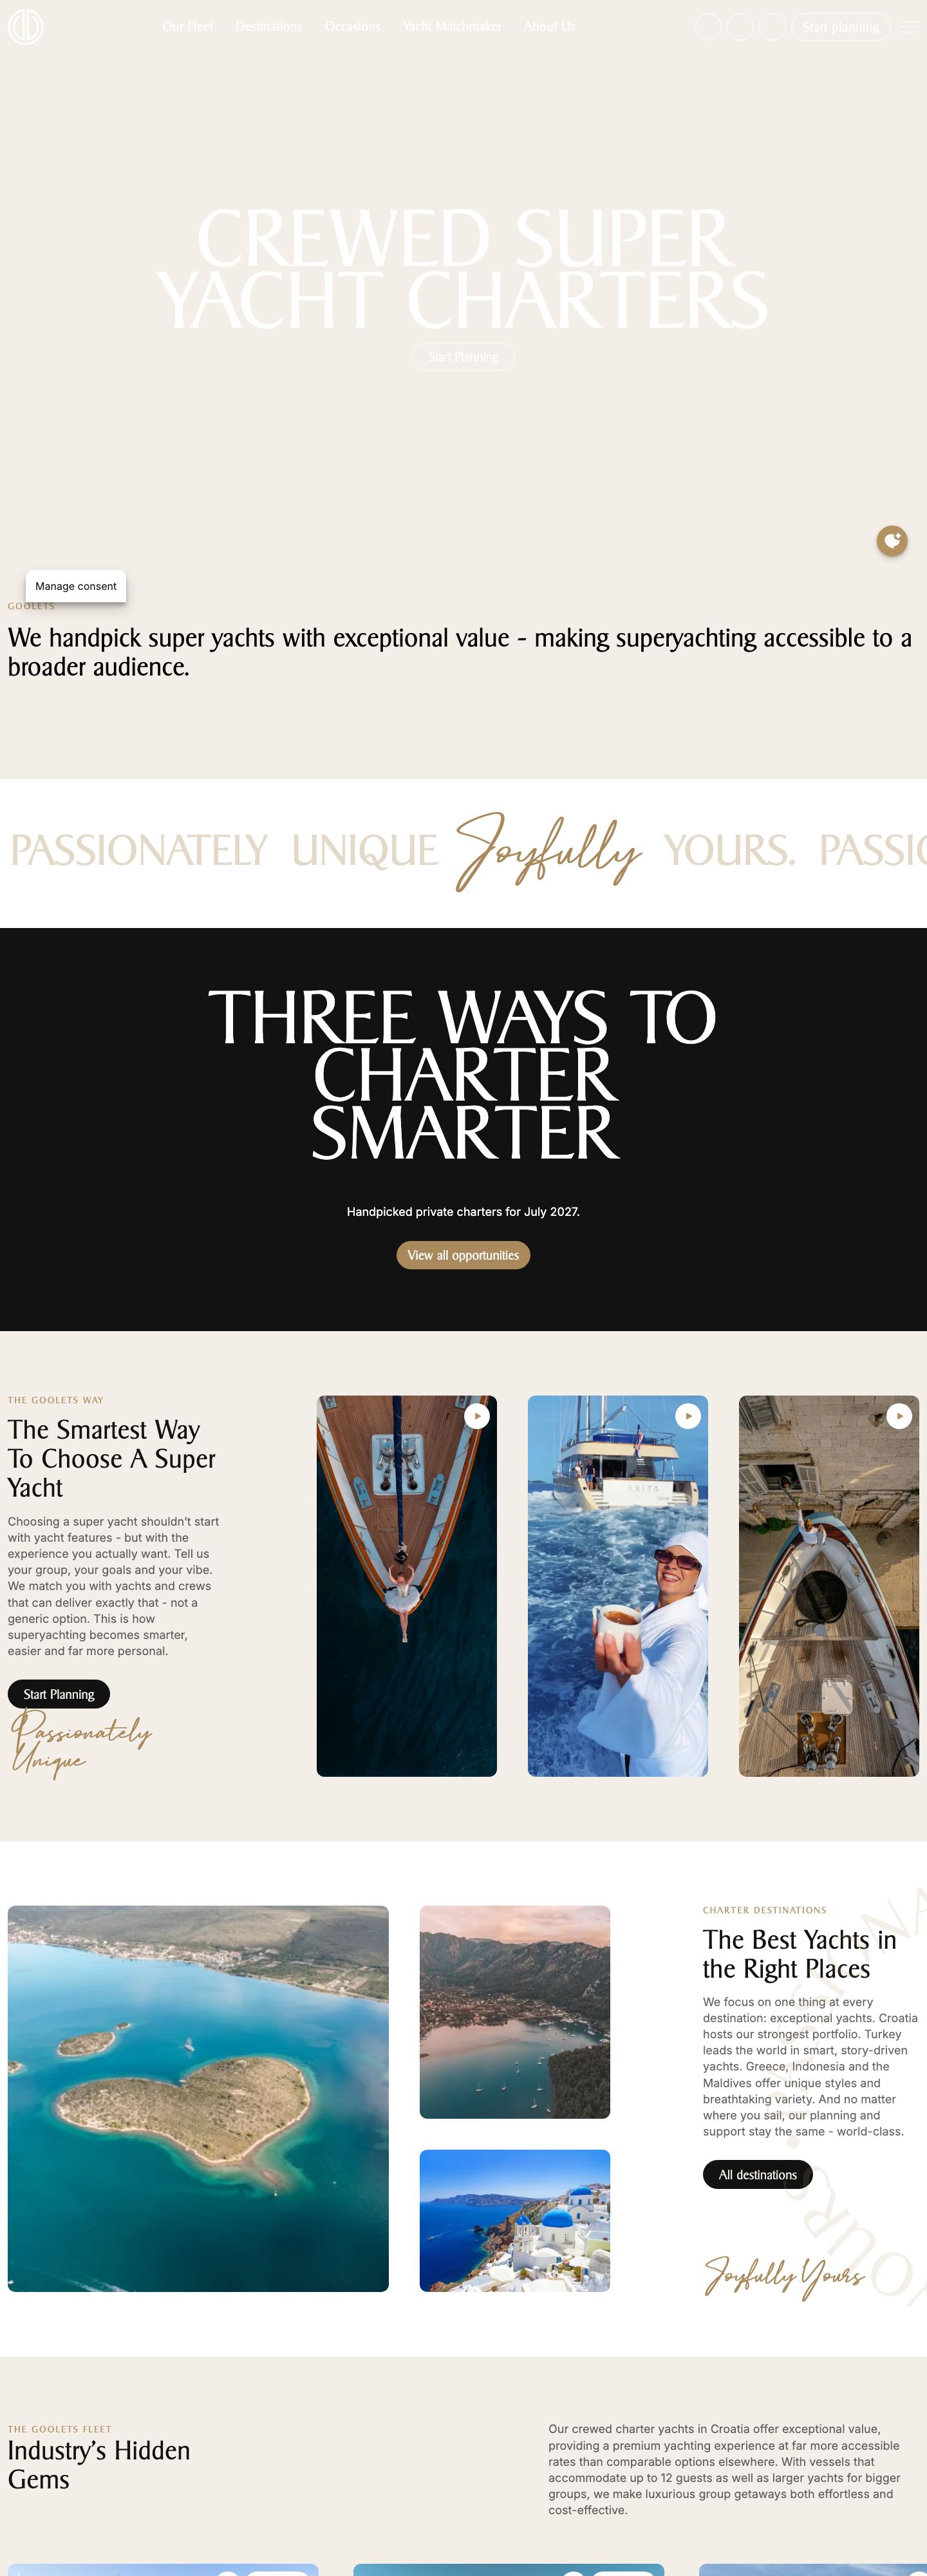 Our Fleet
Destinations
Occasions
Yacht Matchmaker
About Us
Start planning
CREWED SUPER
YACHT CHARTERS
Start Planning
Manage consent
GOOLETS
We handpick super yachts with exceptional value - making superyachting accessible to a
broader audience.
PASSIONATELY UNIQUE Joyfully YOURS. PASSIO
THREE WAYS TO
CHARTER
SMARTER
Handpicked private charters for July 2027.
View all opportunities
THE GOOLETS WAY
The Smartest Way
To Choose A Super
Yacht
Choosing a super yacht shouldn't start
with yacht features - but with the
experience you actually want. Tell us
your group, your goals and your vibe.
We match you with yachts and crews
that can deliver exactly that - not a
generic option. This is how
superyachting becomes smarter,
easier and far more personal.
Start Planning
Passionately
Unique
AXITA
CHARTER DESTINATIONS
The Best Yachts in
the Right Places
We focus on one thing at every
destination: exceptional yachts. Croatia
hosts our strongest portfolio. Turkey
leads the world in smart, story-driven
yachts. Greece, Indonesia and the
Maldives offer unique styles and
breathtaking variety. And no matter
where you sail, our planning and
support stay the same - world-class.
All destinations
Joyfully Yours
THE GOOLETS FLEET
Industry's Hidden
Gems
Our crewed charter yachts in Croatia offer exceptional value,
providing a premium yachting experience at far more accessible
rates than comparable options elsewhere. With vessels that
accommodate up to 12 guests as well as larger yachts for bigger
groups, we make luxurious group getaways both effortless and
cost-effective.